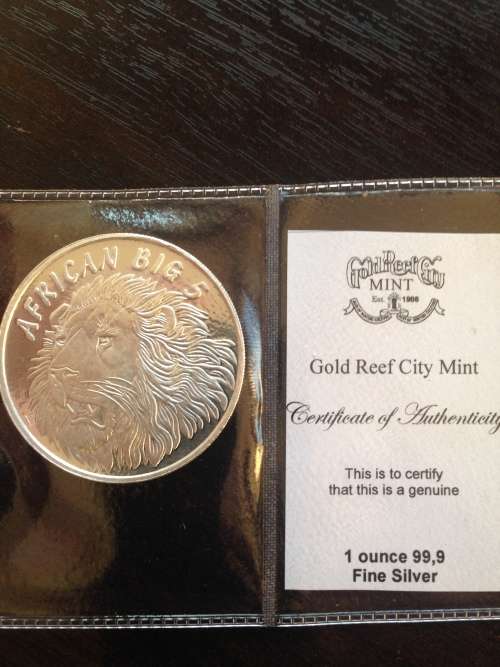 AFRICAN BIG 5
Gold Reef City
MINT
Est. 1986
Gold Reef City Mint
Certificate of Authenticity
This is to certify
that this is a genuine
1 ounce 99,9
Fine Silver